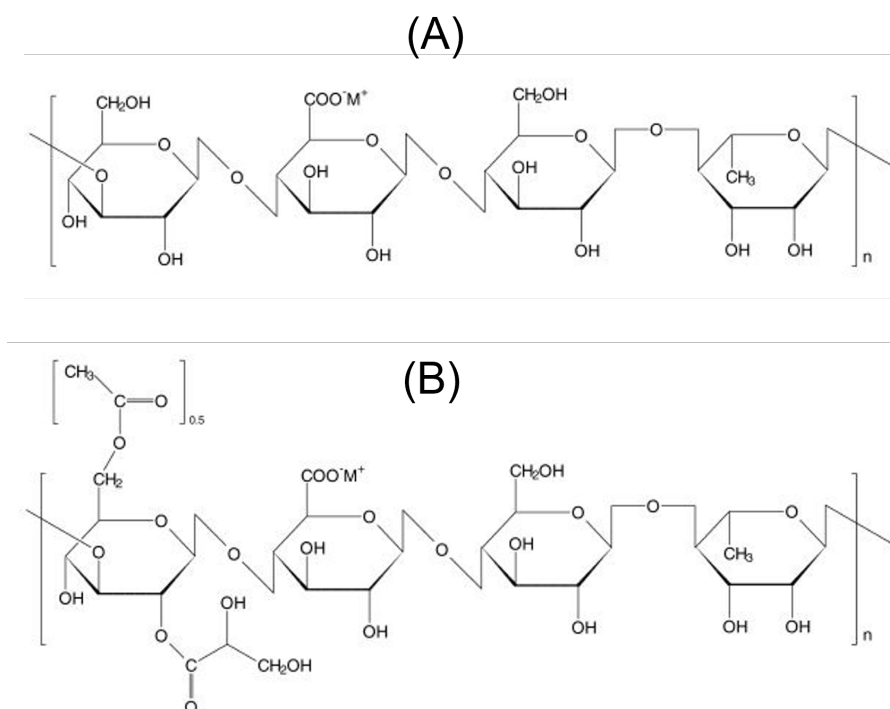 (A)
CH₂OH COO⁻M⁺ CH₂OH
O O O O O
OH OH
O O O CH₃
OH OH OH OH OH OH n
(B)
CH₃
C O 0.5
O
CH₂ COO⁻M⁺ CH₂OH
O O O O O
OH OH
O O O CH₃
OH OH OH OH OH n
O OH
C CH₂OH
O